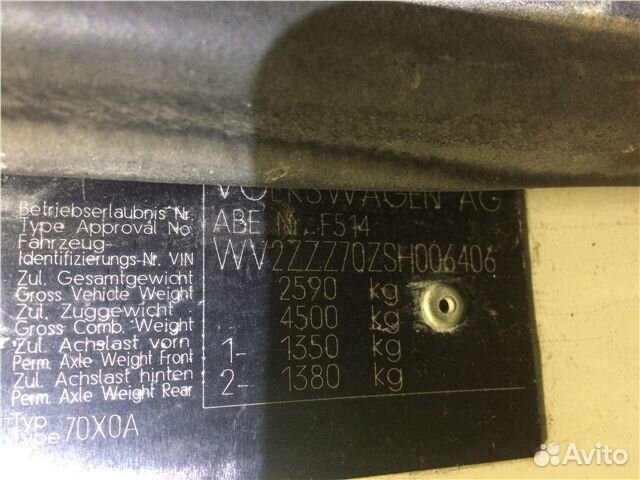 VOLKSWAGEN AG
Betriebserlaubnis Nr.
Type Approval No.
ABE Nr.: F514
Fahrzeug-
Identifizierungs-Nr. VIN
WV2ZZZ70ZSH006406
Zul. Gesamtgewicht
Gross Vehicle Weight
2590 kg
Zul. Zuggewicht
Gross Comb. Weight
4500 kg
Zul. Achslast vorn
Perm. Axle Weight Front
1- 1350 kg
Zul. Achslast hinten
Perm. Axle Weight Rear
2- 1380 kg
Typ
Type 70X0A
Avito